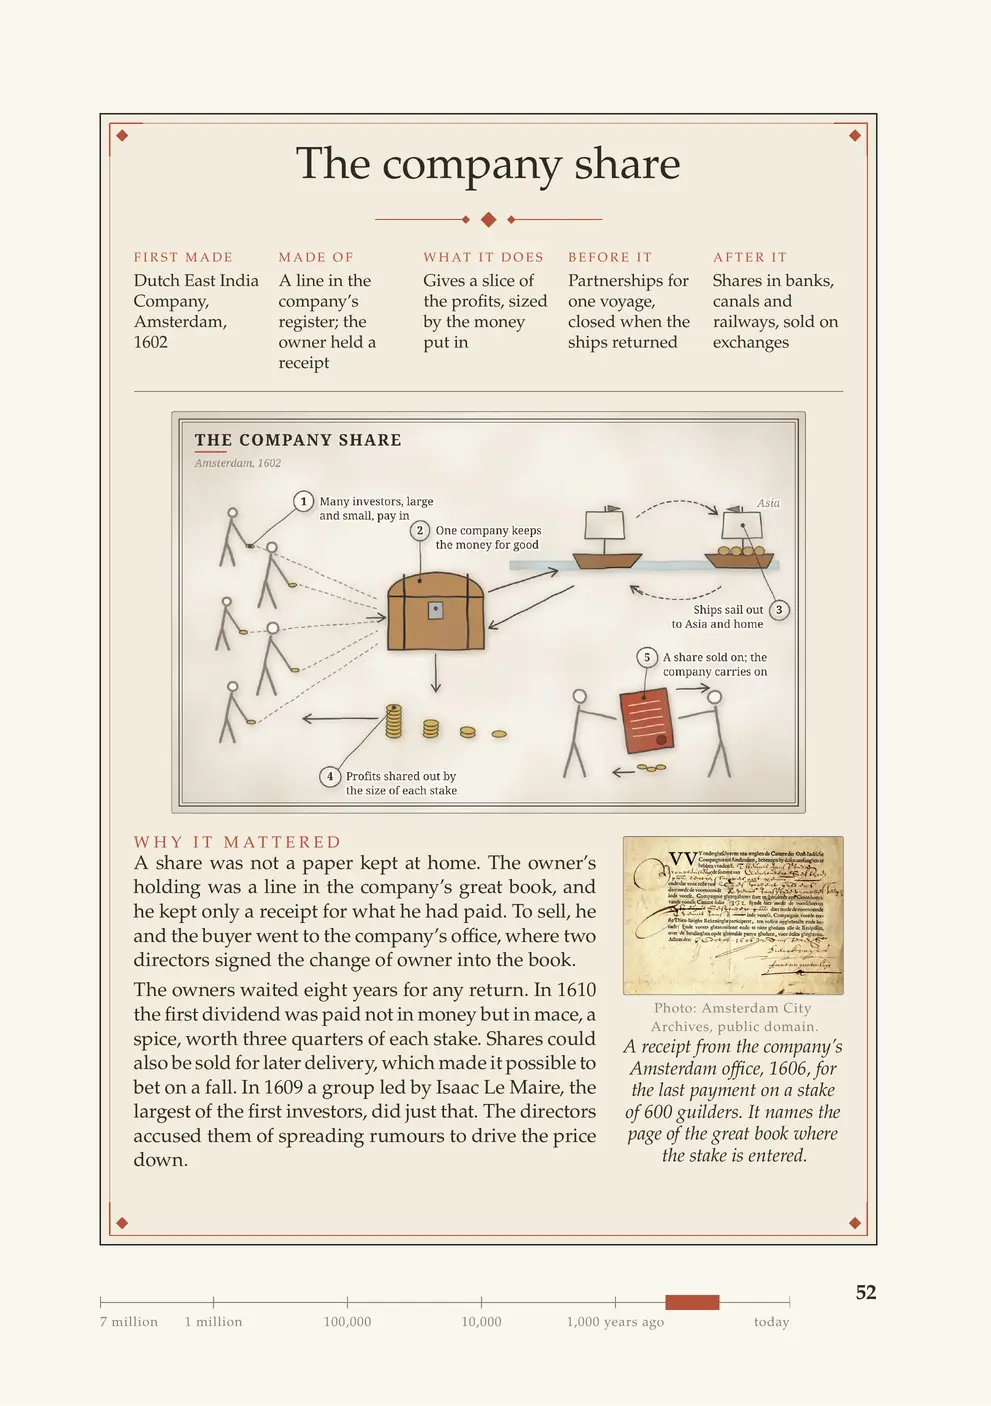 The company share
FIRST MADE
Dutch East India
Company,
Amsterdam,
1602
MADE OF
A line in the
company's
register; the
owner held a
receipt
WHAT IT DOES
Gives a slice of
the profits, sized
by the money
put in
BEFORE IT
Partnerships for
one voyage,
closed when the
ships returned
AFTER IT
Shares in banks,
canals and
railways, sold on
exchanges
THE COMPANY SHARE
Amsterdam, 1602
1 Many investors, large
and small, pay in
2 One company keeps
the money for good
Asia
3 Ships sail out
to Asia and home
5 A share sold on; the
company carries on
4 Profits shared out by
the size of each stake
WHY IT MATTERED
A share was not a paper kept at home. The owner's
holding was a line in the company's great book, and
he kept only a receipt for what he had paid. To sell, he
and the buyer went to the company's office, where two
directors signed the change of owner into the book.
The owners waited eight years for any return. In 1610
the first dividend was paid not in money but in mace, a
spice, worth three quarters of each stake. Shares could
also be sold for later delivery, which made it possible to
bet on a fall. In 1609 a group led by Isaac Le Maire, the
largest of the first investors, did just that. The directors
accused them of spreading rumours to drive the price
down.
Photo: Amsterdam City
Archives, public domain.
A receipt from the company's
Amsterdam office, 1606, for
the last payment on a stake
of 600 guilders. It names the
page of the great book where
the stake is entered.
52
7 million
1 million
100,000
10,000
1,000 years ago
today